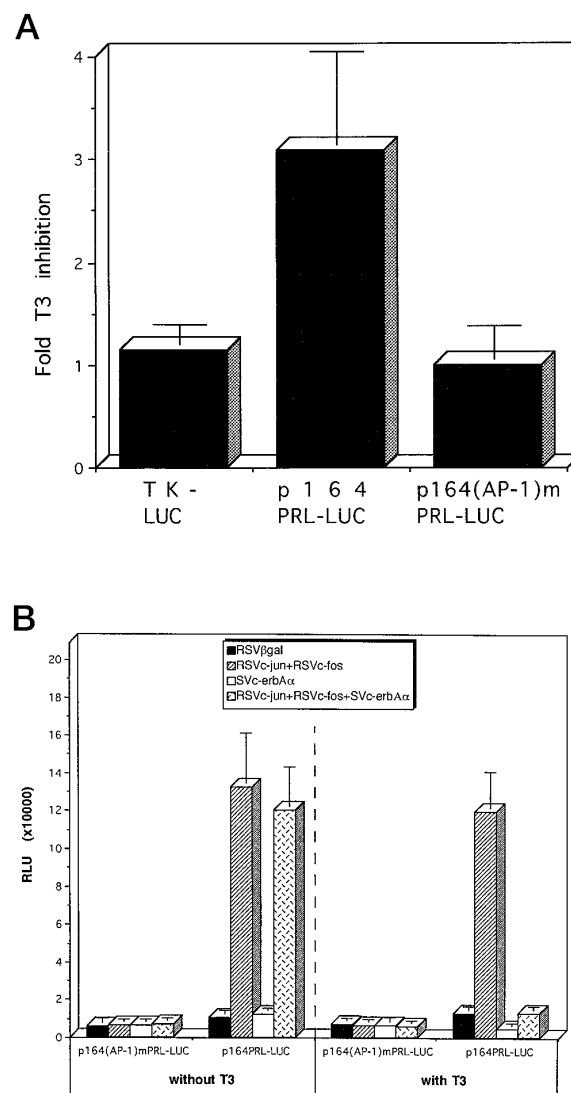 A
4
3
2
1
0
Fold T3 inhibition
T K -
LUC
p 1 6 4
PRL-LUC
p164(AP-1)m
PRL-LUC
B
RSVβgal
RSVc-jun+RSVc-fos
SVc-erbAα
RSVc-jun+RSVc-fos+SVc-erbAα
20
18
16
14
12
10
8
6
4
2
0
RLU (x10000)
p164(AP-1)mPRL-LUC
p164PRL-LUC
p164(AP-1)mPRL-LUC
p164PRL-LUC
without T3
with T3